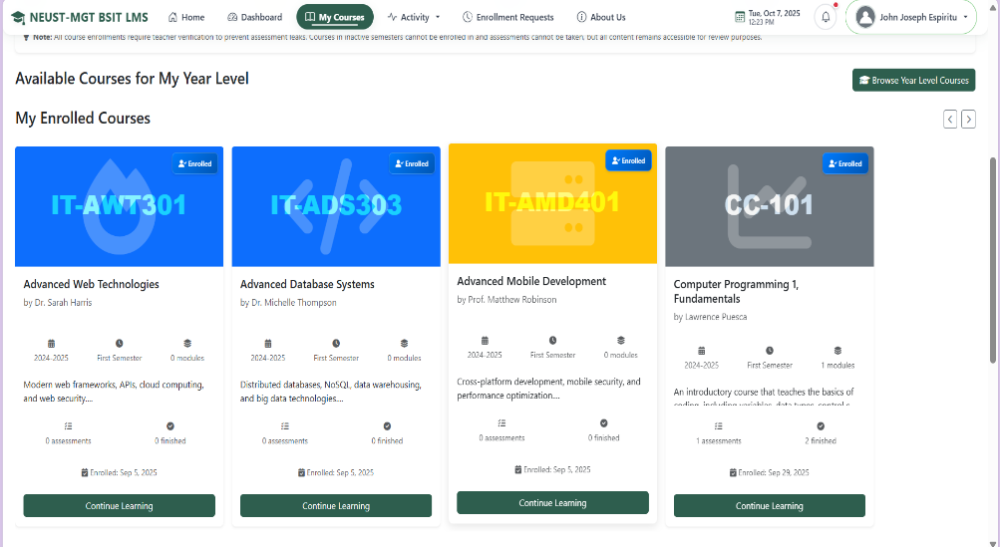 NEUST-MGT BSIT LMS
Home
Dashboard
My Courses
Activity
Enrollment Requests
About Us
Tue, Oct 7, 2025
12:23 PM
John Joseph Espiritu
Note: All course enrollments require teacher verification to prevent assessment leaks. Courses in inactive semesters cannot be enrolled in and assessments cannot be taken, but all content remains accessible for review purposes.
Available Courses for My Year Level
Browse Year Level Courses
My Enrolled Courses
Enrolled
IT-AWT301
Advanced Web Technologies
by Dr. Sarah Harris
2024-2025
First Semester
0 modules
Modern web frameworks, APIs, cloud computing,
and web security....
0 assessments
0 finished
Enrolled: Sep 5, 2025
Continue Learning
Enrolled
IT-ADS303
Advanced Database Systems
by Dr. Michelle Thompson
2024-2025
First Semester
0 modules
Distributed databases, NoSQL, data warehousing,
and big data technologies....
0 assessments
0 finished
Enrolled: Sep 5, 2025
Continue Learning
Enrolled
IT-AMD401
Advanced Mobile Development
by Prof. Matthew Robinson
2024-2025
First Semester
0 modules
Cross-platform development, mobile security, and
performance optimization....
0 assessments
0 finished
Enrolled: Sep 5, 2025
Continue Learning
Enrolled
CC-101
Computer Programming 1,
Fundamentals
by Lawrence Puesca
2024-2025
First Semester
1 modules
An introductory course that teaches the basics of
coding, including variables, data types, control s
1 assessments
2 finished
Enrolled: Sep 29, 2025
Continue Learning